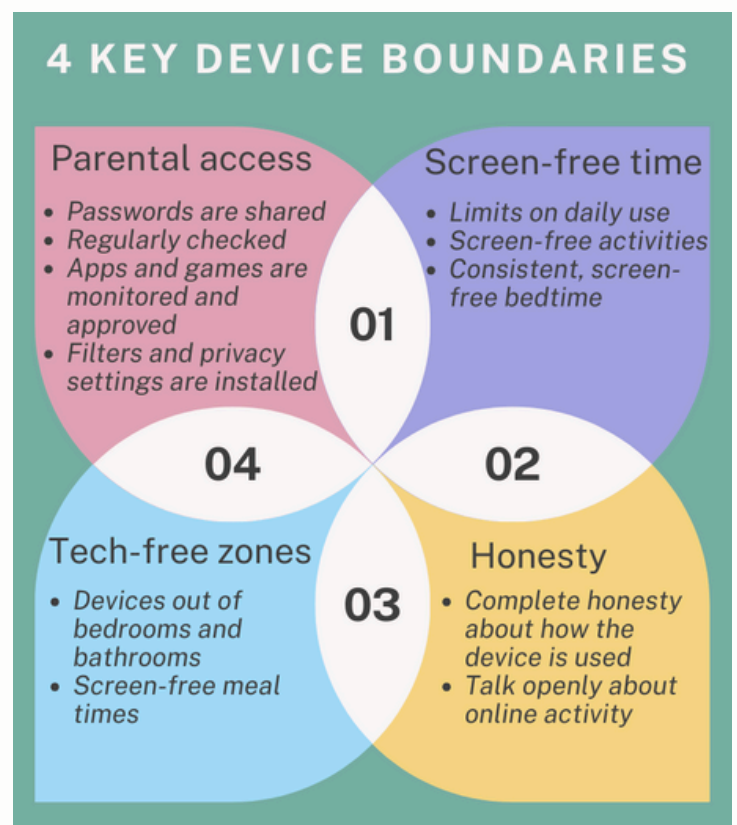 4 KEY DEVICE BOUNDARIES
Parental access
• Passwords are shared
• Regularly checked
• Apps and games are
monitored and
approved
• Filters and privacy
settings are installed
Screen-free time
• Limits on daily use
• Screen-free activities
• Consistent, screen-
free bedtime
01
04
02
03
Tech-free zones
• Devices out of
bedrooms and
bathrooms
• Screen-free meal
times
Honesty
• Complete honesty
about how the
device is used
• Talk openly about
online activity